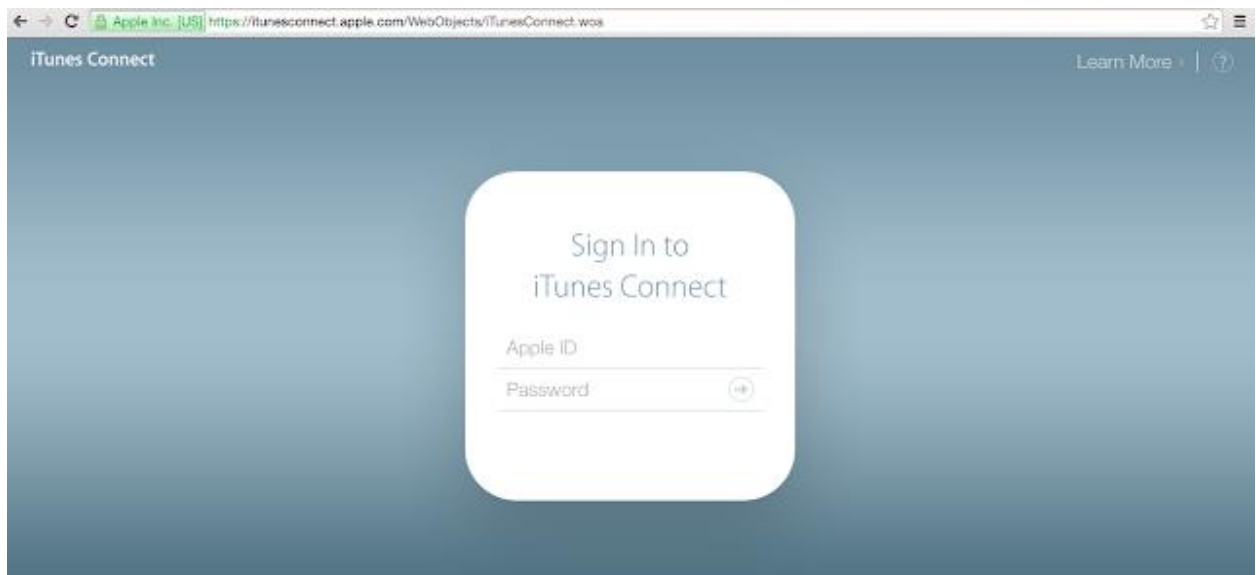 Apple Inc. [US] https://itunesconnect.apple.com/WebObjects/iTunesConnect.woa
iTunes Connect
Learn More › | ?
Sign In to
iTunes Connect
Apple ID
Password